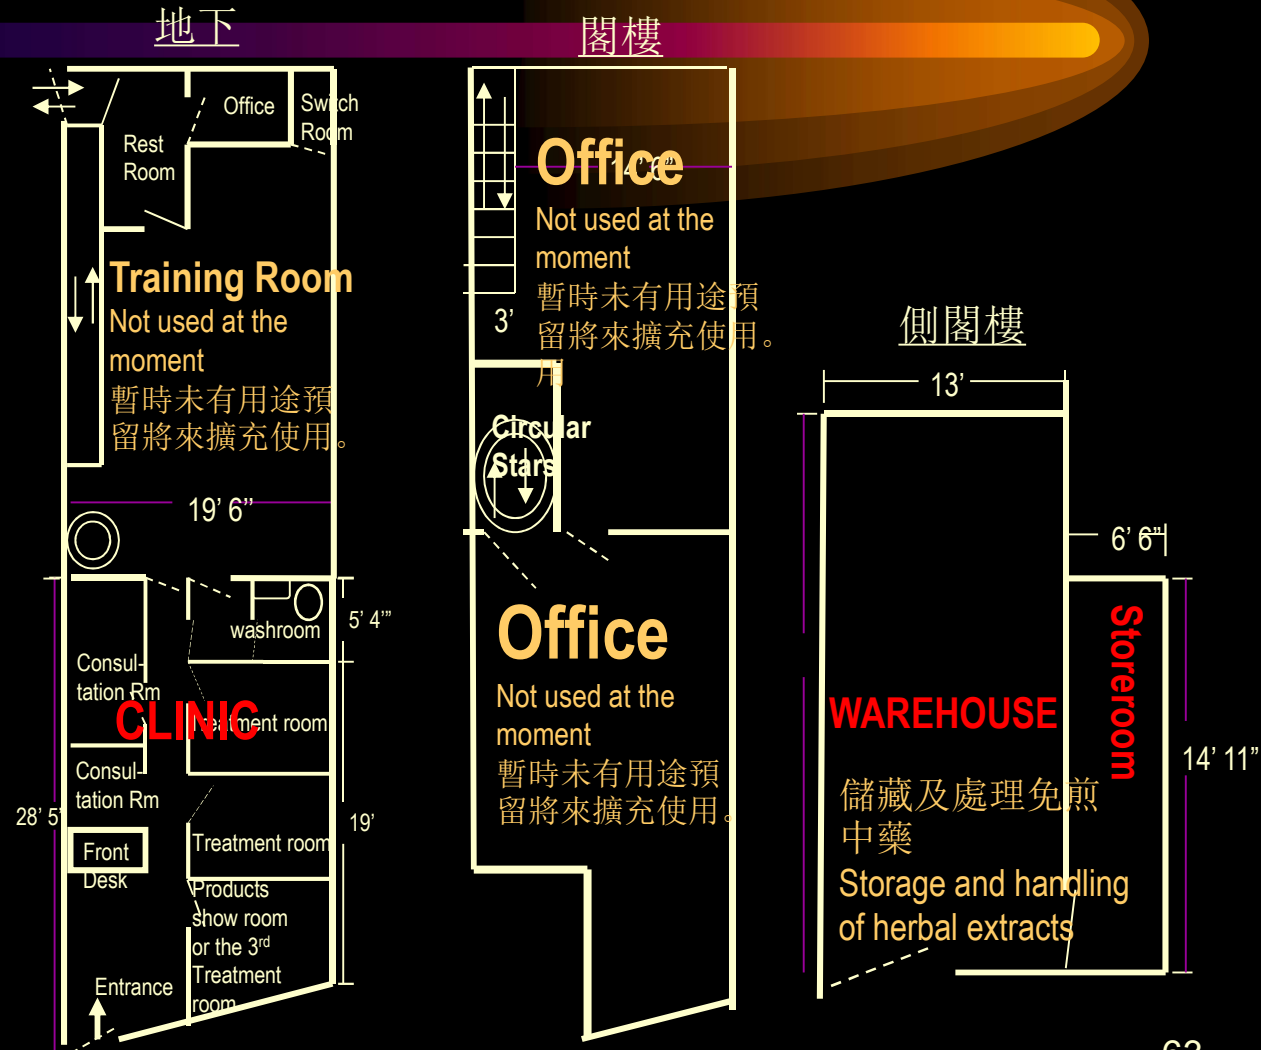 地下
Office
Switch
Room
Rest
Room
Training Room
Not used at the
moment
暫時未有用途預
留將來擴充使用。
19’ 6”
washroom
5’ 4”’
Consul-
tation Rm
CLINIC
Treatment room
Consul-
tation Rm
28’ 5’
19’
Front
Desk
Treatment room
Products
show room
or the 3rd
Treatment
room
Entrance
閣樓
Office
14’ 6”
Not used at the
moment
暫時未有用途預
留將來擴充使用。
用
3’
Circular
Stars
Office
Not used at the
moment
暫時未有用途預
留將來擴充使用。
側閣樓
13’
6’ 6”
Storeroom
WAREHOUSE
14’ 11”
儲藏及處理免煎
中藥
Storage and handling
of herbal extracts